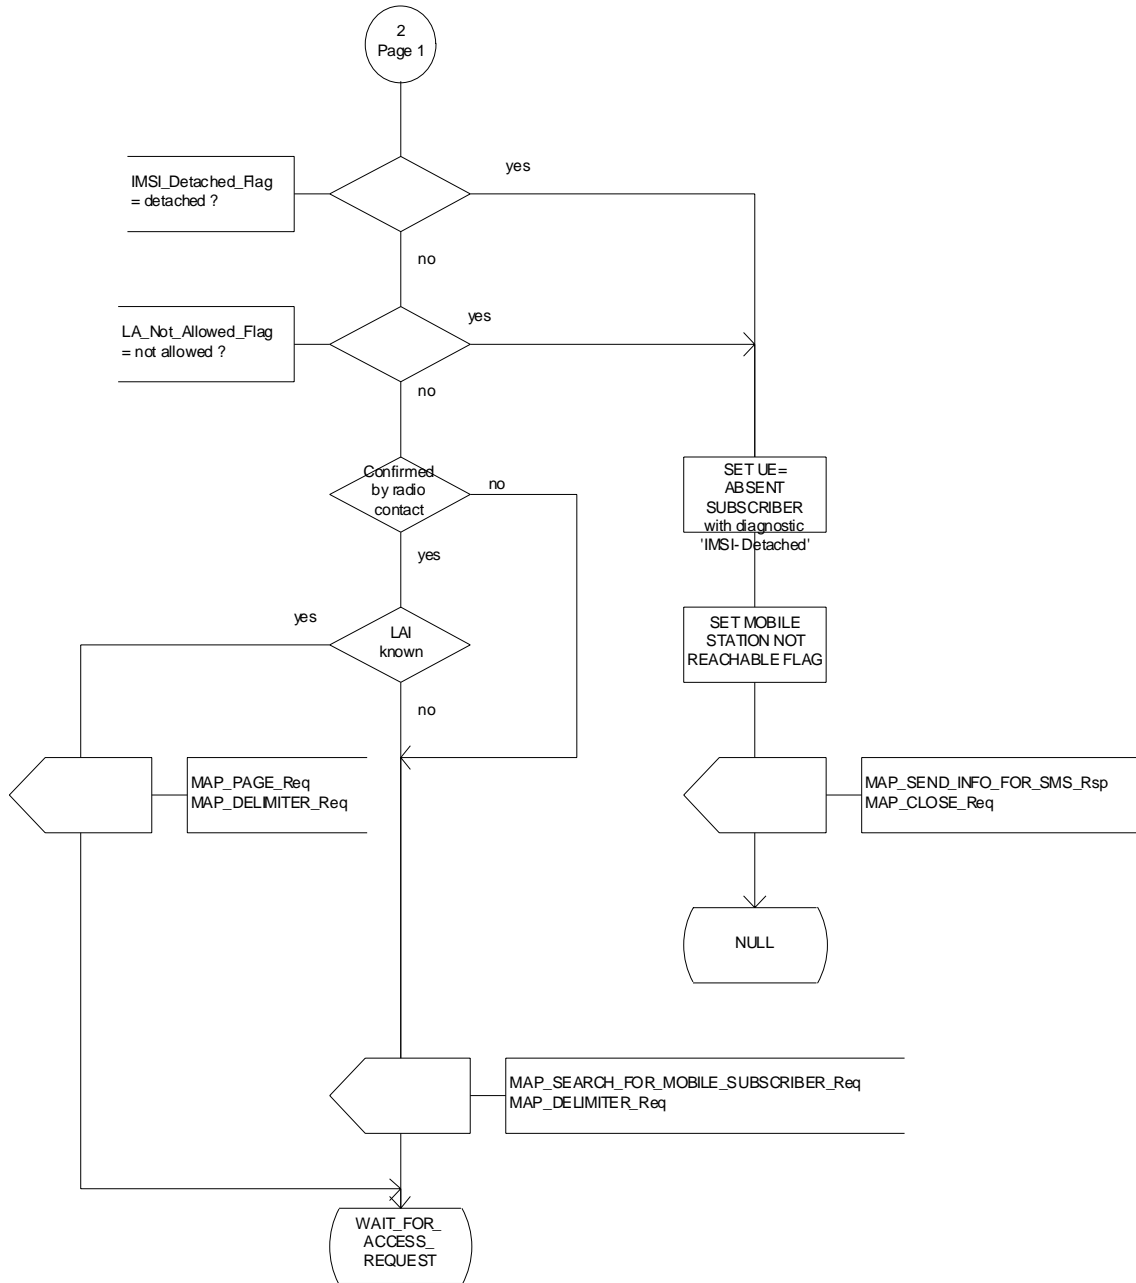 2
Page 1
yes
IMSI_Detached_Flag
= detached ?
no
yes
LA_Not_Allowed_Flag
= not allowed ?
no
Confirmed
by radio
contact
no
SET UE=
ABSENT
SUBSCRIBER
with diagnostic
'IMSI-Detached'
yes
yes
LAI
known
SET MOBILE
STATION NOT
REACHABLE FLAG
no
MAP_PAGE_Req
MAP_DELIMITER_Req
MAP_SEND_INFO_FOR_SMS_Rsp
MAP_CLOSE_Req
NULL
MAP_SEARCH_FOR_MOBILE_SUBSCRIBER_Req
MAP_DELIMITER_Req
WAIT_FOR_
ACCESS_
REQUEST